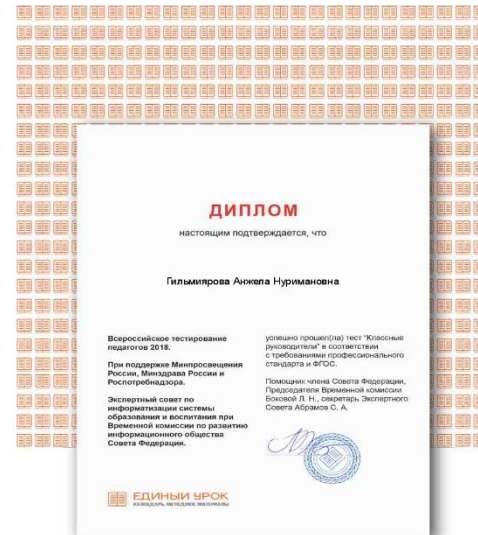 ДИПЛОМ
настоящим подтверждается, что
Гильмиярова Анжела Нуримановна
Всероссийское тестирование
педагогов 2018.
При поддержке Минпросвещения
России, Минздрава России и
Роспотребнадзора.
Экспертный совет по
информатизации системы
образования и воспитания при
Временной комиссии по развитию
информационного общества
Совета Федерации.
успешно прошел(ла) тест "Классные
руководители" в соответствии
с требованиями профессионального
стандарта и ФГОС.
Помощник члена Совета Федерации,
Председателя Временной комиссии
Боковой Л. Н., секретарь Экспертного
Совета Абрамов С. А.
ЕДИНЫЙ УРОК
КАЛЕНДАРЬ, МЕТОДИКИ, МАТЕРИАЛЫ